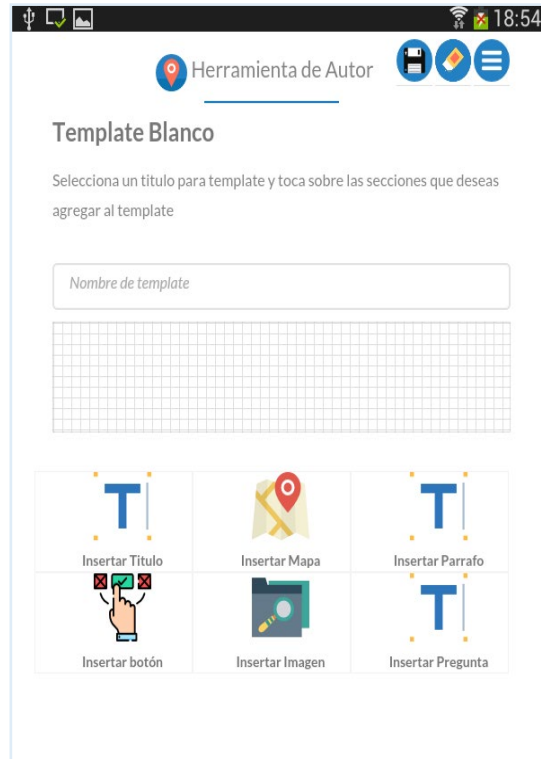 18:54
Herramienta de Autor
Template Blanco
Selecciona un titulo para template y toca sobre las secciones que deseas
agregar al template
Nombre de template
Insertar Titulo
Insertar Mapa
Insertar Parrafo
Insertar botón
Insertar Imagen
Insertar Pregunta